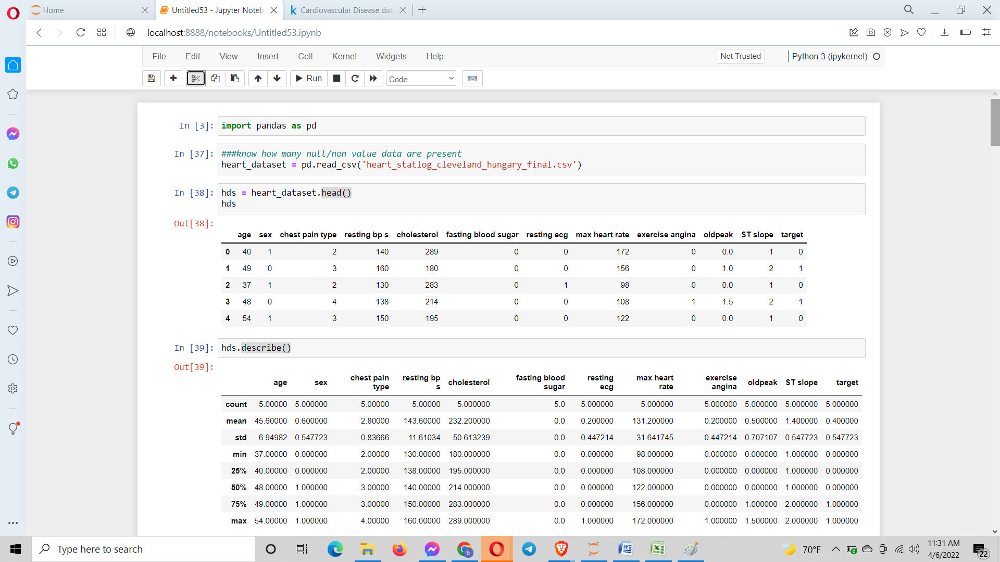 Home
Untitled53 - Jupyter Noteb
Cardiovascular Disease dat
localhost:8888/notebooks/Untitled53.ipynb
File Edit View Insert Cell Kernel Widgets Help
Not Trusted
Python 3 (ipykernel)
Run
Code
In [3]: import pandas as pd
In [37]: ###know how many null/non value data are present
heart_dataset = pd.read_csv('heart_statlog_cleveland_hungary_final.csv')
In [38]: hds = heart_dataset.head()
hds
Out[38]:
age sex chest pain type resting bp s cholesterol fasting blood sugar resting ecg max heart rate exercise angina oldpeak ST slope target
0 40 1 2 140 289 0 0 172 0 0.0 1 0
1 49 0 3 160 180 0 0 156 0 1.0 2 1
2 37 1 2 130 283 0 1 98 0 0.0 1 0
3 48 0 4 138 214 0 0 108 1 1.5 2 1
4 54 1 3 150 195 0 0 122 0 0.0 1 0
In [39]: hds.describe()
Out[39]:
age sex chest pain type resting bp s cholesterol fasting blood sugar resting ecg max heart rate exercise angina oldpeak ST slope target
count 5.00000 5.000000 5.00000 5.00000 5.000000 5.0 5.000000 5.000000 5.000000 5.000000 5.000000 5.000000
mean 45.60000 0.600000 2.80000 143.60000 232.200000 0.0 0.200000 131.200000 0.200000 0.500000 1.400000 0.400000
std 6.94982 0.547723 0.83666 11.61034 50.613239 0.0 0.447214 31.641745 0.447214 0.707107 0.547723 0.547723
min 37.00000 0.000000 2.00000 130.00000 180.000000 0.0 0.000000 98.000000 0.000000 0.000000 1.000000 0.000000
25% 40.00000 0.000000 2.00000 138.00000 195.000000 0.0 0.000000 108.000000 0.000000 0.000000 1.000000 0.000000
50% 48.00000 1.000000 3.00000 140.00000 214.000000 0.0 0.000000 122.000000 0.000000 0.000000 1.000000 0.000000
75% 49.00000 1.000000 3.00000 150.00000 283.000000 0.0 0.000000 156.000000 0.000000 1.000000 2.000000 1.000000
max 54.00000 1.000000 4.00000 160.00000 289.000000 0.0 1.000000 172.000000 1.000000 1.500000 2.000000 1.000000
Type here to search
70°F
11:31 AM
4/6/2022
22